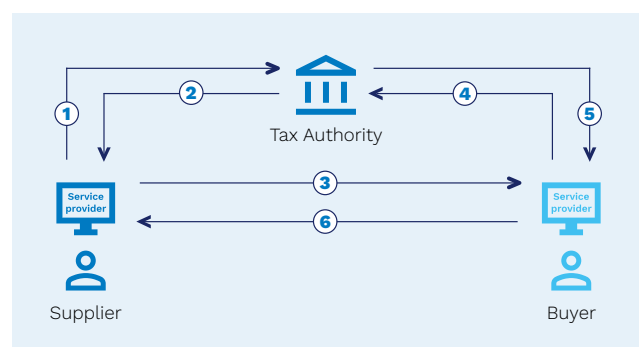 1
2
4
5
Tax Authority
3
Service
provider
Service
provider
6
Supplier
Buyer